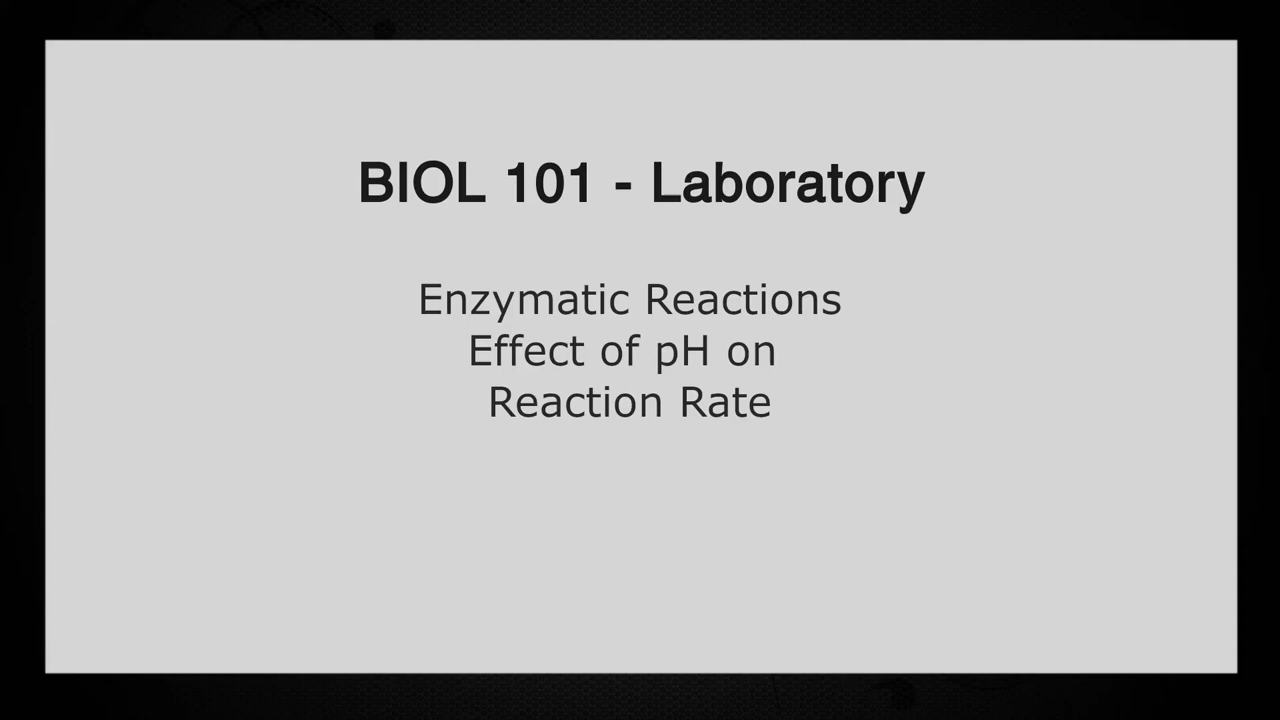 BIOL 101 - Laboratory
Enzymatic Reactions
Effect of pH on
Reaction Rate